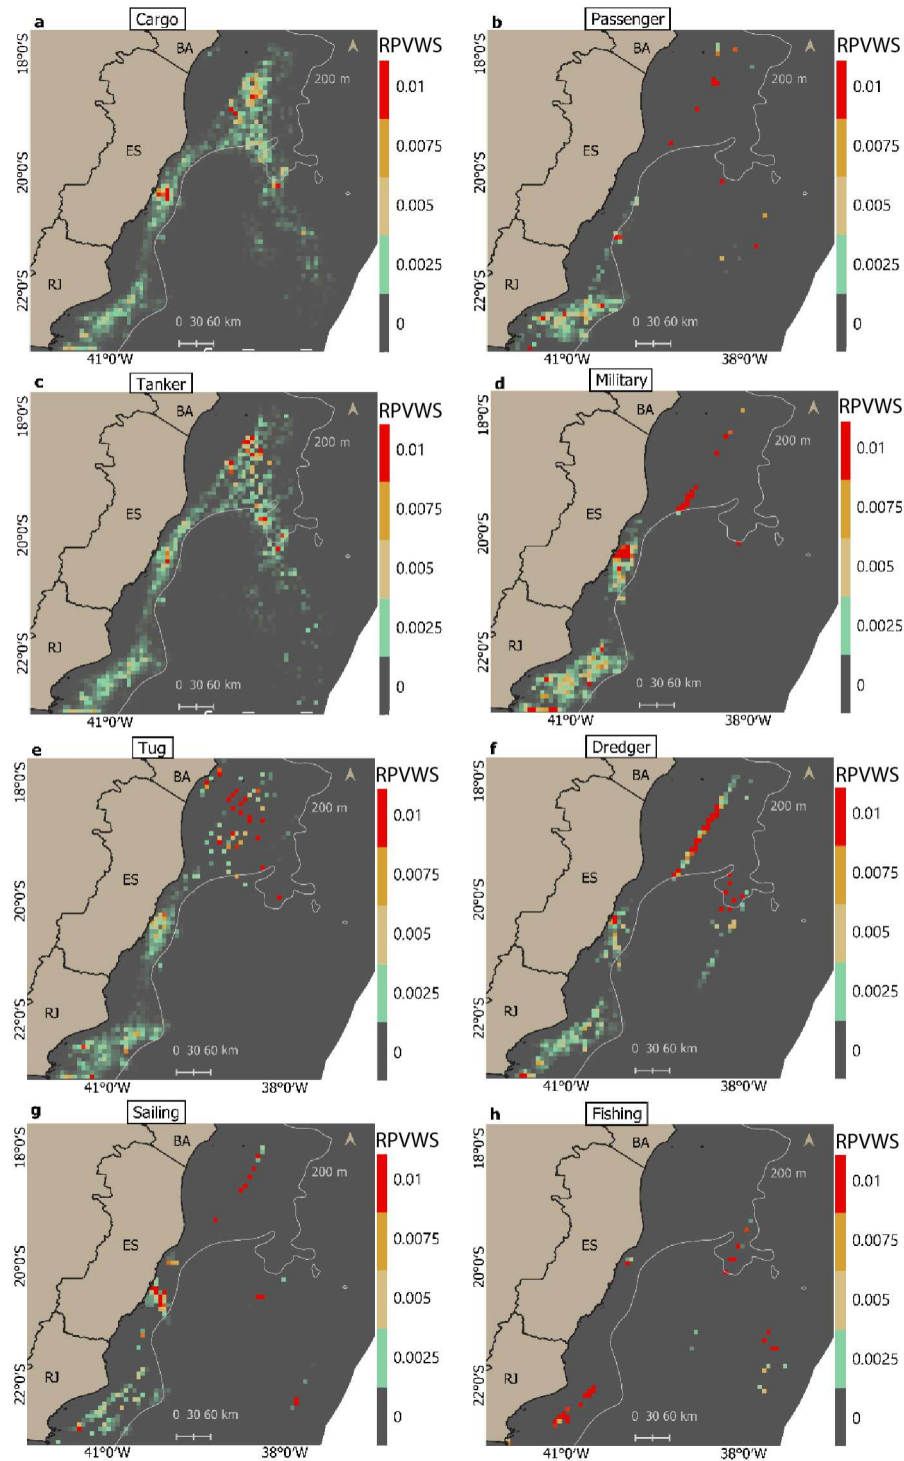 a Cargo
BA
RPVWS
18°0'S
200 m
0.01
0.0075
ES
20°0'S
0.005
0.0025
RJ
22°0'S
0 30 60 km
0
41°0'W
b Passenger
BA
RPVWS
18°0'S
200 m
0.01
0.0075
ES
20°0'S
0.005
0.0025
RJ
22°0'S
0 30 60 km
0
41°0'W 38°0'W
c Tanker
BA
RPVWS
18°0'S
200 m
0.01
0.0075
ES
20°0'S
0.005
0.0025
RJ
22°0'S
0 30 60 km
0
41°0'W
d Military
BA
RPVWS
18°0'S
200 m
0.01
0.0075
ES
20°0'S
0.005
0.0025
RJ
22°0'S
0 30 60 km
0
41°0'W 38°0'W
e Tug
BA
RPVWS
18°0'S
200 m
0.01
0.0075
ES
20°0'S
0.005
0.0025
RJ
22°0'S
0 30 60 km
0
41°0'W 38°0'W
f Dredger
BA
RPVWS
18°0'S
200 m
0.01
0.0075
ES
20°0'S
0.005
0.0025
RJ
22°0'S
0 30 60 km
0
41°0'W 38°0'W
g Sailing
BA
RPVWS
18°0'S
200 m
0.01
0.0075
ES
20°0'S
0.005
0.0025
RJ
22°0'S
0 30 60 km
0
41°0'W 38°0'W
h Fishing
BA
RPVWS
18°0'S
200 m
0.01
0.0075
ES
20°0'S
0.005
0.0025
RJ
22°0'S
0 30 60 km
0
41°0'W 38°0'W